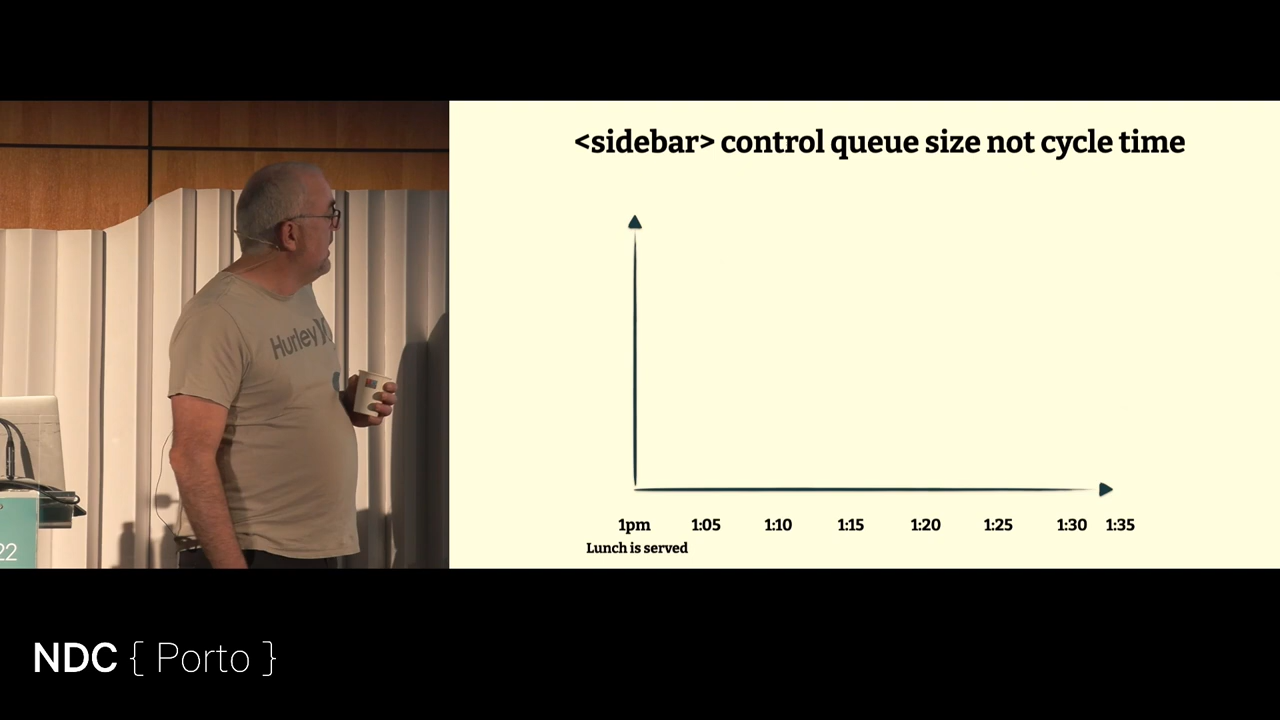 <sidebar> control queue size not cycle time
Hurley
1pm 1:05 1:10 1:15 1:20 1:25 1:30 1:35
Lunch is served
22
NDC { Porto }